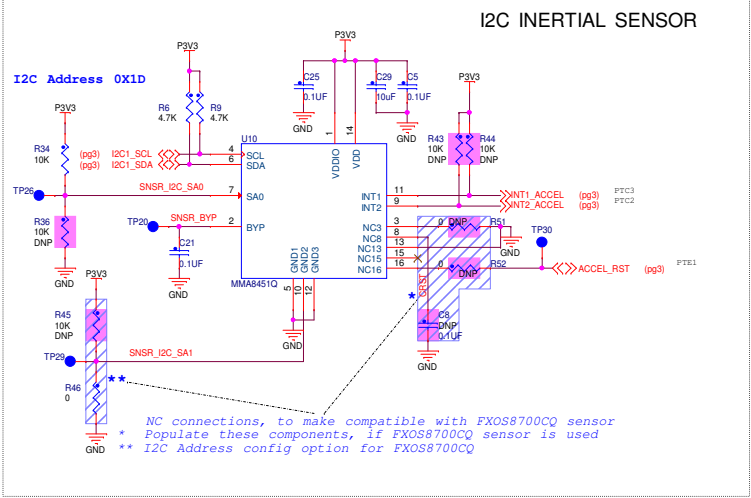 I2C INERTIAL SENSOR
I2C Address 0X1D
P3V3
P3V3
P3V3
P3V3
R6
4.7K
R9
4.7K
C25
0.1UF
C29
10uF
C5
0.1UF
GND
GND
R34
10K
(pg3) I2C1_SCL
(pg3) I2C1_SDA
U10
4 SCL
6 SDA
1 VDDIO
14 VDD
R43
10K
DNP
R44
10K
DNP
TP26
SNSR_I2C_SA0
7 SA0
INT1 11
INT2 9
INT1_ACCEL (pg3) PTC3
INT2_ACCEL (pg3) PTC2
R36
10K
DNP
GND
TP20
SNSR_BYP
2 BYP
C21
0.1UF
GND
NC3 3
NC8 8
NC13 13
NC15 15
NC16 16
0 DNP R51
GND
TP30
0 DNP R52
ACCEL_RST (pg3) PTE1
CRST
GND1
GND2
GND3
5
10
12
MMA8451Q
GND
P3V3
R45
10K
DNP
TP29
SNSR_I2C_SA1
R46
0
GND
**
*
C8
DNP
0.1UF
GND
NC connections, to make compatible with FXOS8700CQ sensor
* Populate these components, if FXOS8700CQ sensor is used
** I2C Address config option for FXOS8700CQ